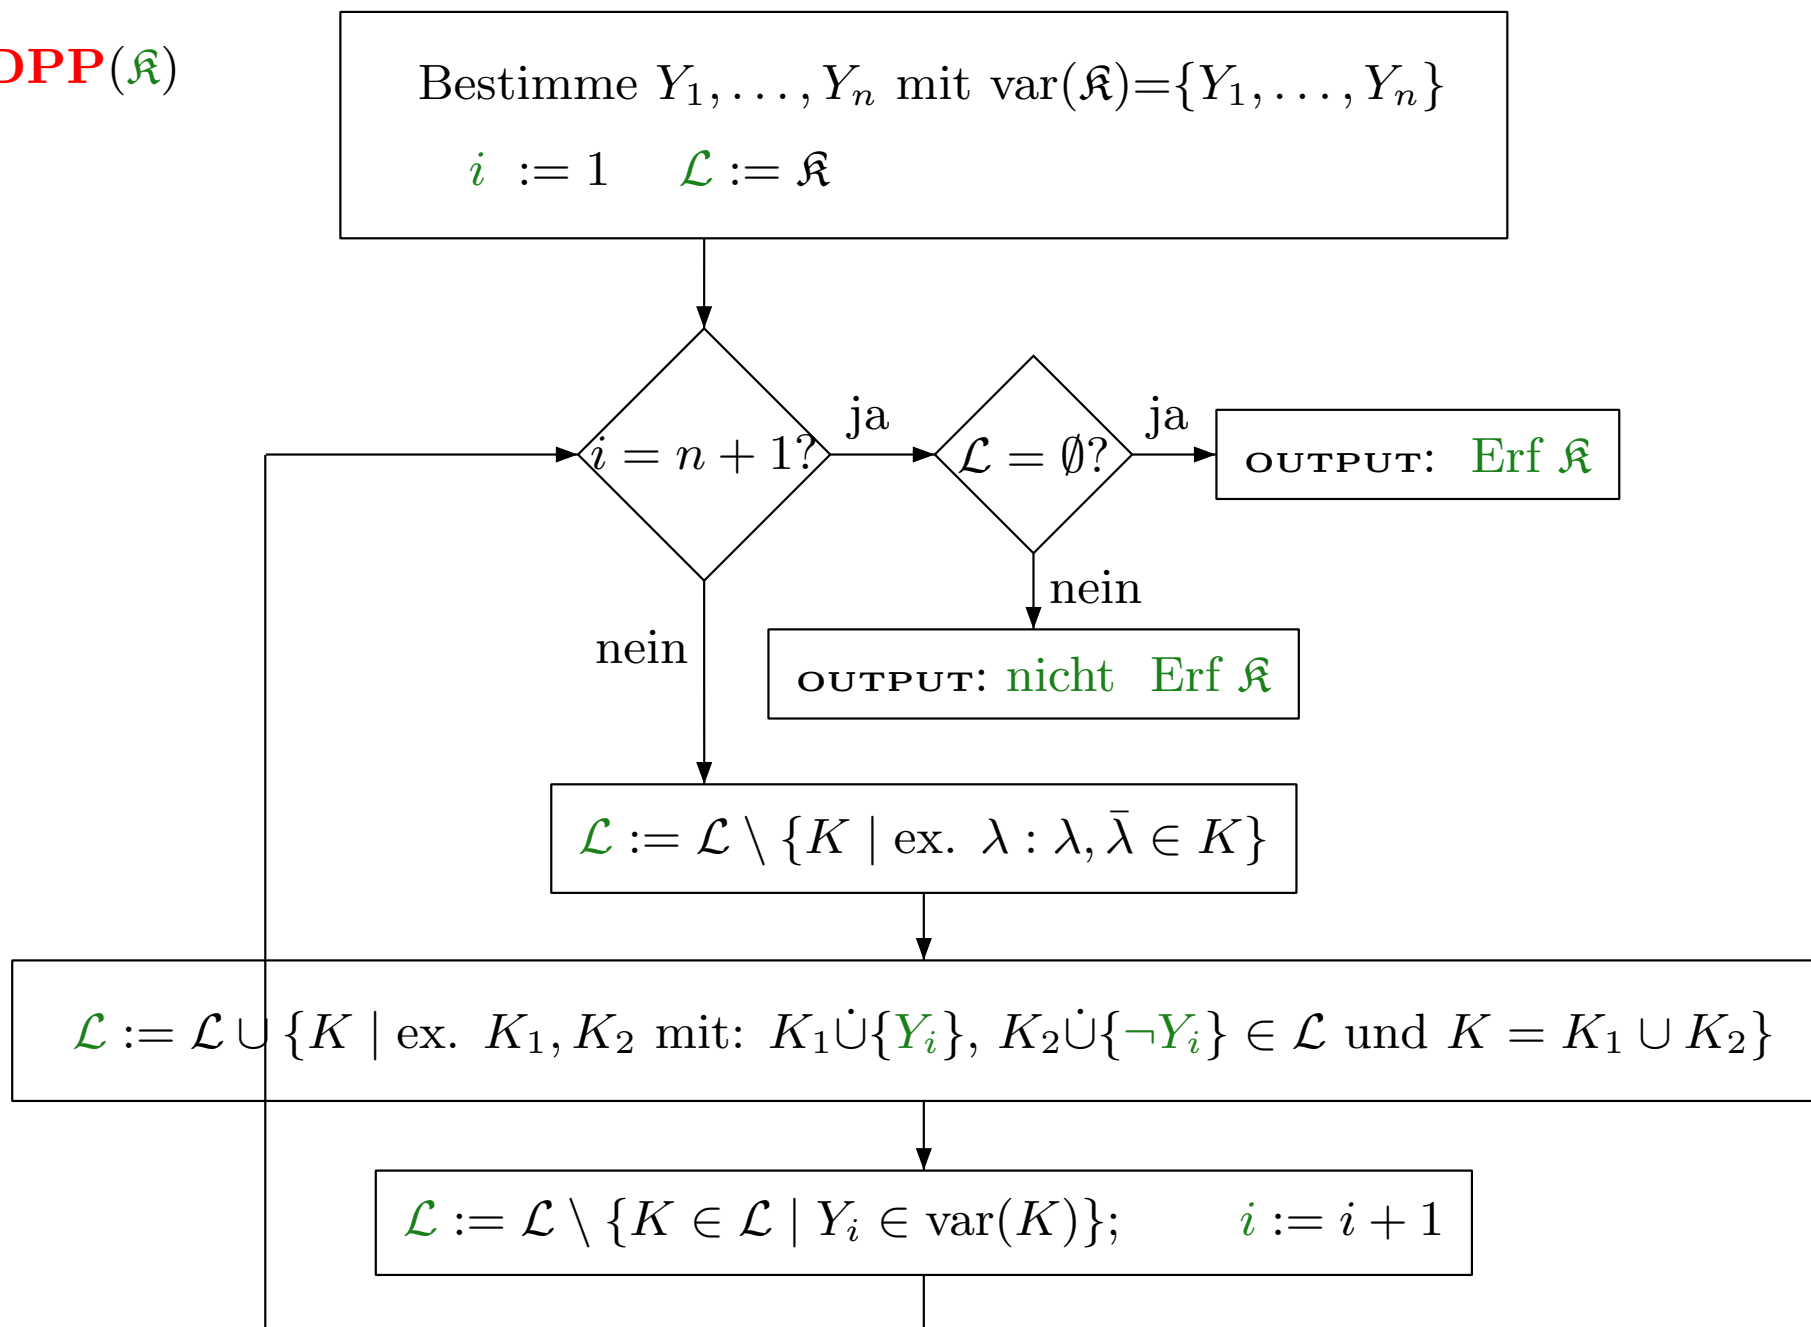 DPP(𝔎)
Bestimme Y₁, . . . , Yₙ mit var(𝔎)={Y₁, . . . , Yₙ}
i := 1 ℒ := 𝔎
i = n + 1?
ja
ℒ = ∅?
ja
OUTPUT: Erf 𝔎
nein
OUTPUT: nicht Erf 𝔎
nein
ℒ := ℒ \ {K | ex. λ : λ, λ̄ ∈ K}
ℒ := ℒ ∪ {K | ex. K₁, K₂ mit: K₁∪̇{Yᵢ}, K₂∪̇{¬Yᵢ} ∈ ℒ und K = K₁ ∪ K₂}
ℒ := ℒ \ {K ∈ ℒ | Yᵢ ∈ var(K)}; i := i + 1